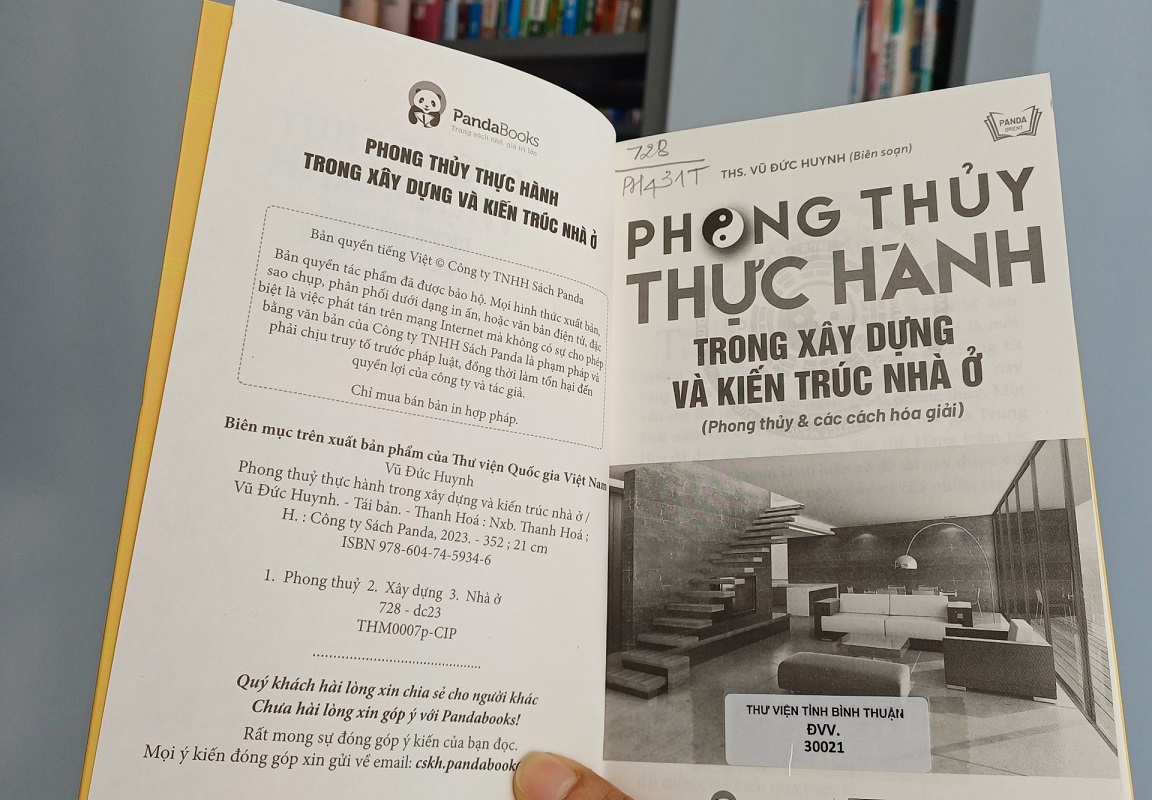 PandaBooks
Trang sách nhỏ, giá trị lớn
PHONG THỦY THỰC HÀNH
TRONG XÂY DỰNG VÀ KIẾN TRÚC NHÀ Ở
Bản quyền tiếng Việt © Công ty TNHH Sách Panda
Bản quyền tác phẩm đã được bảo hộ. Mọi hình thức xuất bản,
sao chụp, phân phối dưới dạng in ấn, hoặc văn bản điện tử, đặc
biệt là việc phát tán trên mạng Internet mà không có sự cho phép
bằng văn bản của Công ty TNHH Sách Panda là phạm pháp và
phải chịu truy tố trước pháp luật, đồng thời làm tổn hại đến
quyền lợi của công ty và tác giả.
Chỉ mua bán bản in hợp pháp.
Biên mục trên xuất bản phẩm của Thư viện Quốc gia Việt Nam
Vũ Đức Huynh
Phong thuỷ thực hành trong xây dựng và kiến trúc nhà ở /
Vũ Đức Huynh. - Tái bản. - Thanh Hoá : Nxb. Thanh Hoá ;
H. : Công ty Sách Panda, 2023. - 352 ; 21 cm
ISBN 978-604-74-5934-6
1. Phong thuỷ 2. Xây dựng 3. Nhà ở
728 - dc23
THM0007p-CIP
Quý khách hài lòng xin chia sẻ cho người khác
Chưa hài lòng xin góp ý với Pandabooks!
Rất mong sự đóng góp ý kiến của bạn đọc.
Mọi ý kiến đóng góp xin gửi về email: cskh.pandabook
728
PH431T
PANDA
ORIENT
THS. VŨ ĐỨC HUYNH (Biên soạn)
PHONG THỦY
THỰC HÀNH
TRONG XÂY DỰNG
VÀ KIẾN TRÚC NHÀ Ở
(Phong thủy & các cách hóa giải)
THƯ VIỆN TỈNH BÌNH THUẬN
ĐVV.
30021